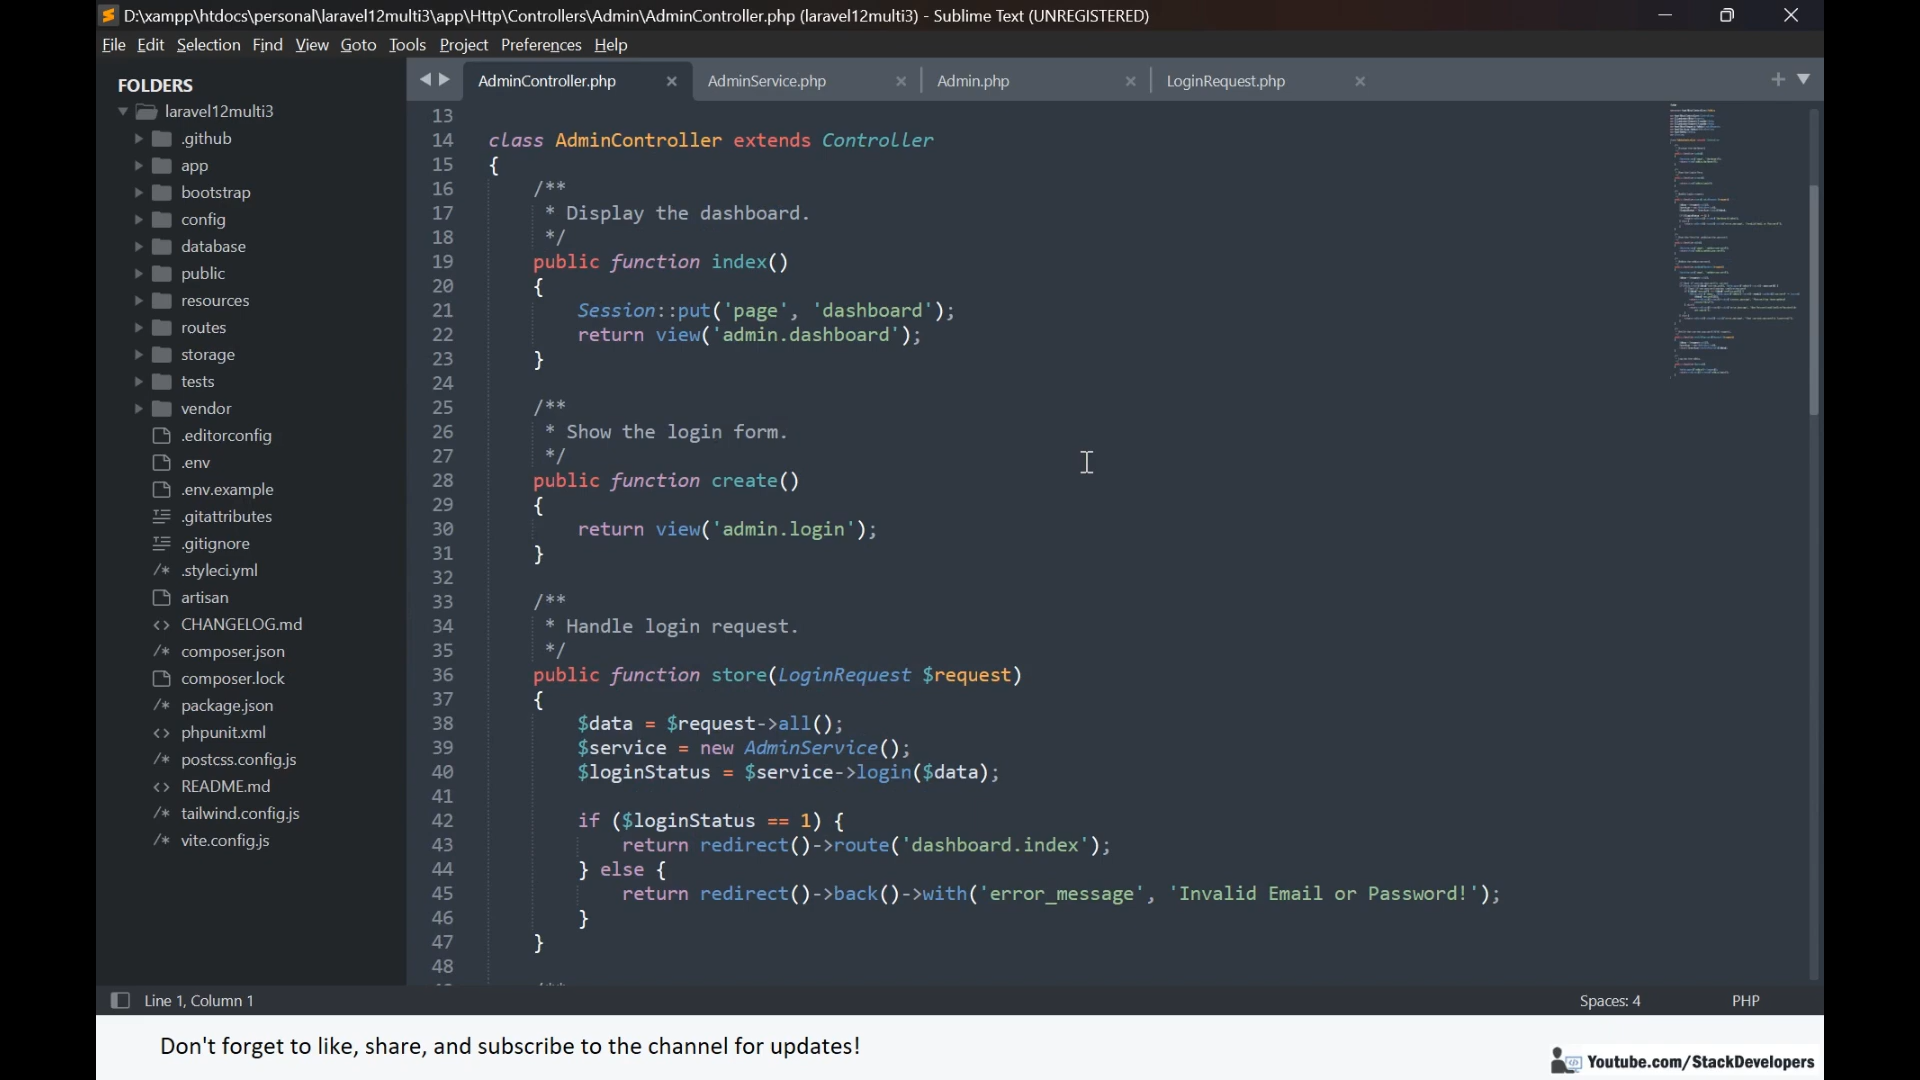 D:\xampp\htdocs\personal\laravel12multi3\app\Http\Controllers\Admin\AdminController.php (laravel12multi3) - Sublime Text (UNREGISTERED)
File Edit Selection Find View Goto Tools Project Preferences Help
FOLDERS
laravel12multi3
.github
app
bootstrap
config
database
public
resources
routes
storage
tests
vendor
.editorconfig
.env
.env.example
.gitattributes
.gitignore
/* .styleci.yml
artisan
<> CHANGELOG.md
/* composer.json
composer.lock
/* package.json
<> phpunit.xml
/* postcss.config.js
<> README.md
/* tailwind.config.js
/* vite.config.js
AdminController.php × AdminService.php × Admin.php × LoginRequest.php ×
13
14 class AdminController extends Controller
15 {
16 /**
17 * Display the dashboard.
18 */
19 public function index()
20 {
21 Session::put('page', 'dashboard');
22 return view('admin.dashboard');
23 }
24
25 /**
26 * Show the login form.
27 */
28 public function create()
29 {
30 return view('admin.login');
31 }
32
33 /**
34 * Handle login request.
35 */
36 public function store(LoginRequest $request)
37 {
38 $data = $request->all();
39 $service = new AdminService();
40 $loginStatus = $service->login($data);
41
42 if ($loginStatus == 1) {
43 return redirect()->route('dashboard.index');
44 } else {
45 return redirect()->back()->with('error_message', 'Invalid Email or Password!');
46 }
47 }
48
Line 1, Column 1 Spaces: 4 PHP
Don't forget to like, share, and subscribe to the channel for updates!
Youtube.com/StackDevelopers